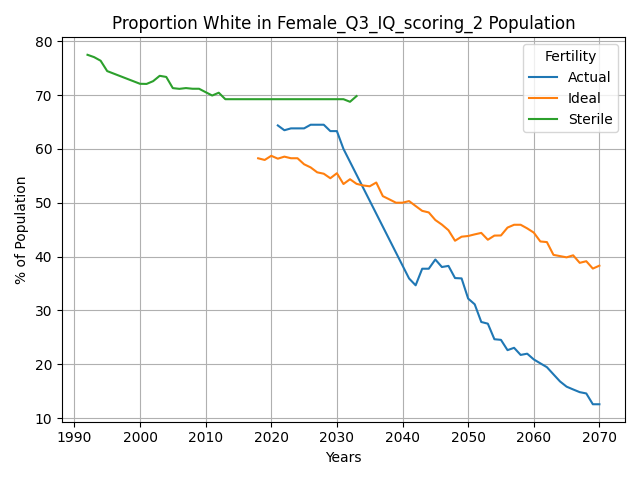 Proportion White in Female_Q3_IQ_scoring_2 Population
80
70
60
50
40
30
20
10
% of Population
Fertility
Actual
Ideal
Sterile
1990 2000 2010 2020 2030 2040 2050 2060 2070
Years